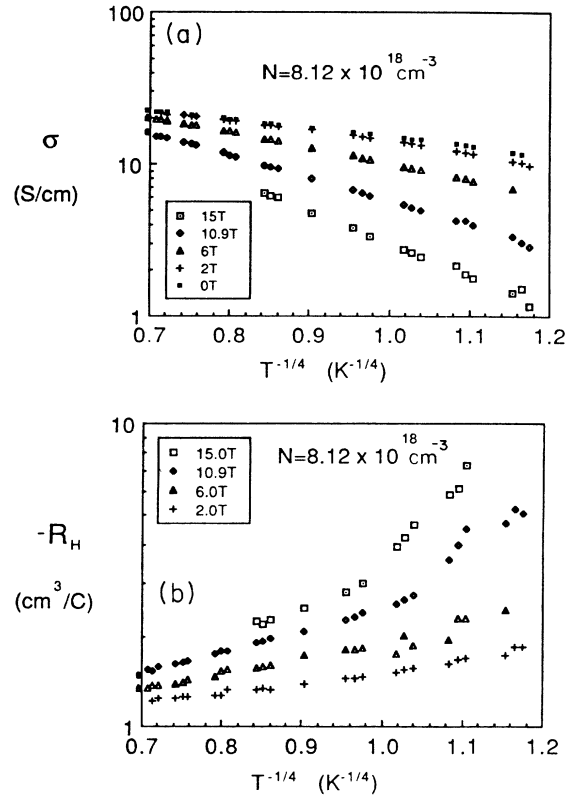 100
(a)
N=8.12 x 10 18 cm -3
σ
10
(S/cm)
15T
10.9T
6T
2T
0T
1
0.7 0.8 0.9 1.0 1.1 1.2
T -1/4 (K -1/4)
10
15.0T
10.9T
6.0T
2.0T
N=8.12 x 10 18 cm -3
-R H
(cm 3 /C)
(b)
1
0.7 0.8 0.9 1.0 1.1 1.2
T -1/4 (K -1/4)